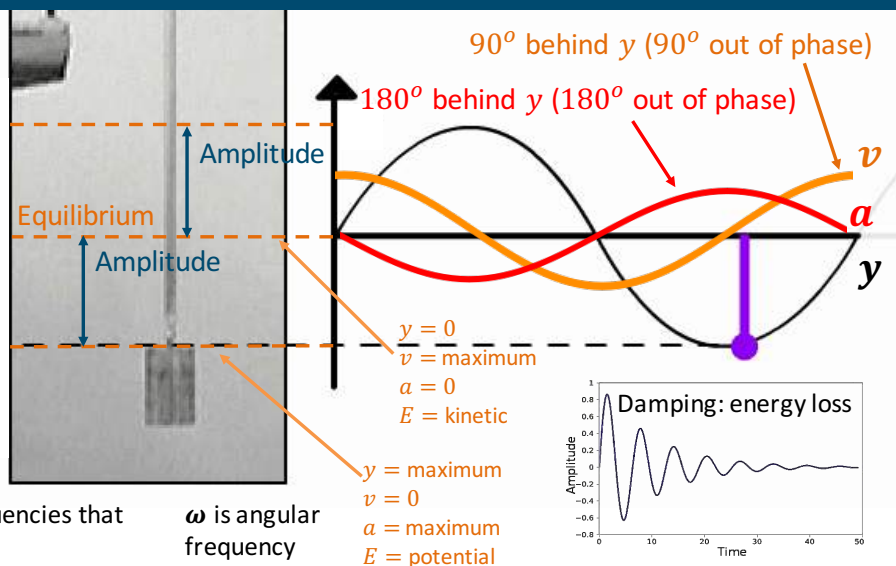 90° behind y (90° out of phase)
180° behind y (180° out of phase)
v
a
y
Amplitude
Equilibrium
Amplitude
y = 0
v = maximum
a = 0
E = kinetic
y = maximum
v = 0
a = maximum
E = potential
uencies that
ω is angular
frequency
Damping: energy loss
Amplitude
1
0.8
0.6
0.4
0.2
0
−0.2
−0.4
−0.6
−0.8
0 10 20 30 40 50
Time